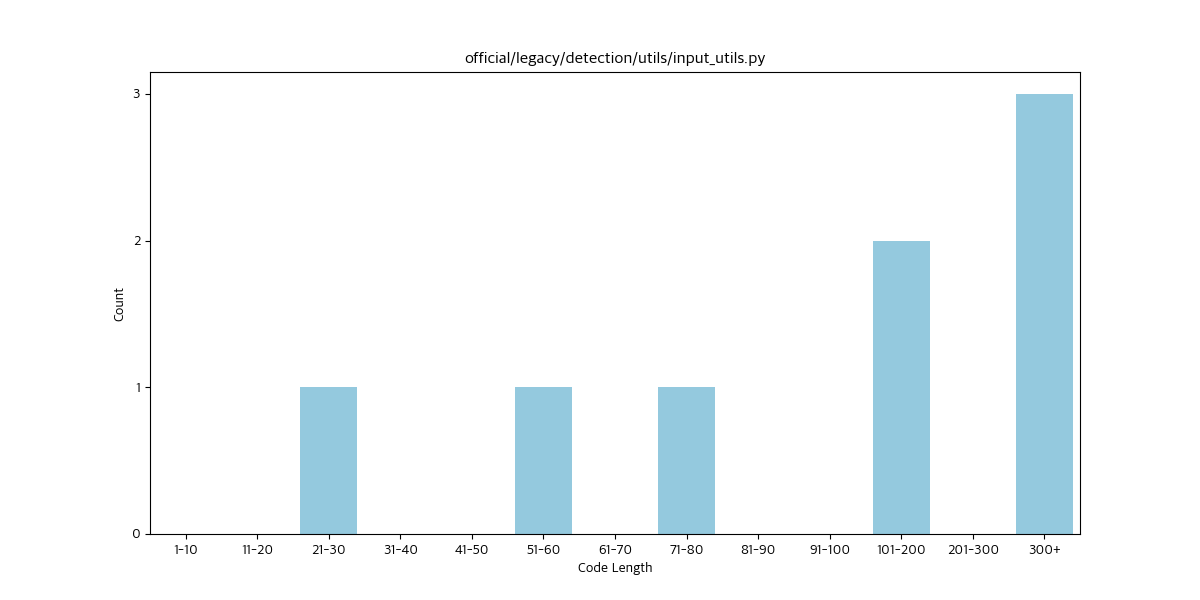 official/legacy/detection/utils/input_utils.py
Count
3
2
1
0
1-10 11-20 21-30 31-40 41-50 51-60 61-70 71-80 81-90 91-100 101-200 201-300 300+
Code Length